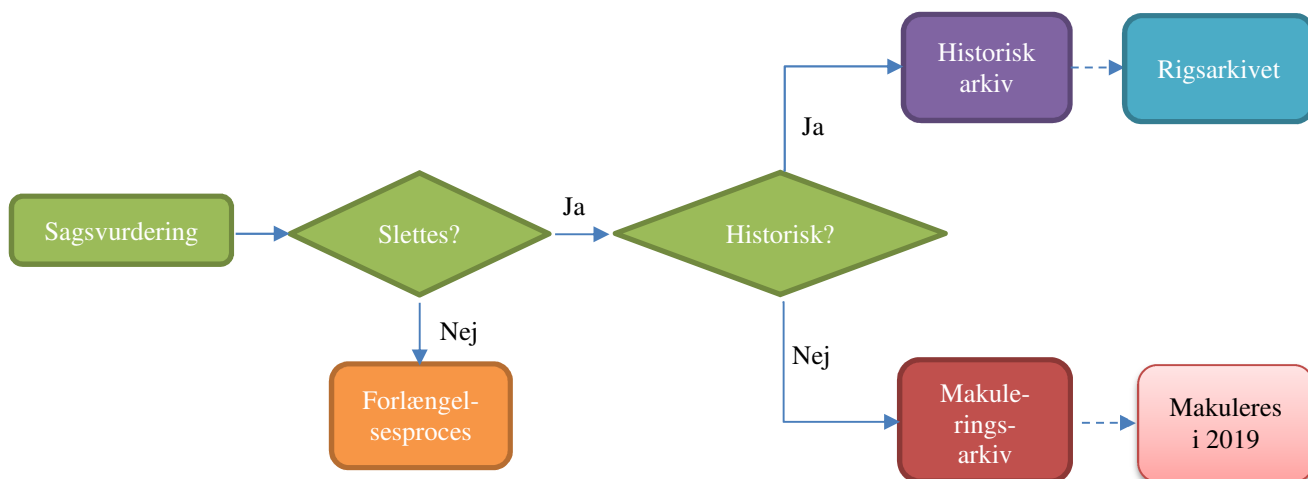 Historisk
arkiv
Rigsarkivet
Ja
Sagsvurdering
Slettes?
Ja
Historisk?
Nej
Nej
Forlængel-
sesproces
Makule-
rings-
arkiv
Makuleres
i 2019